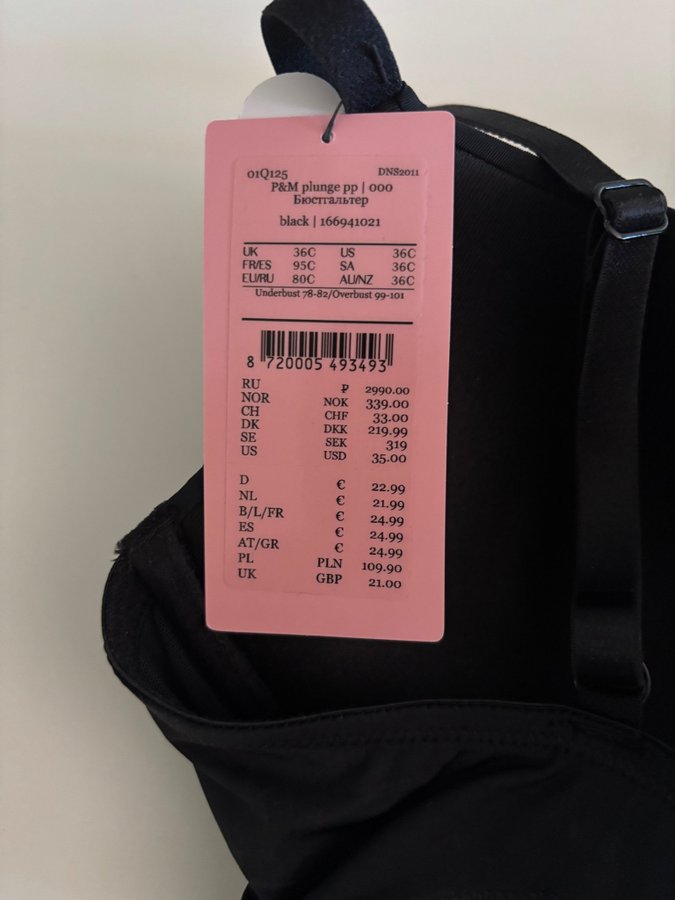 01Q125 DNS2011
P&M plunge pp | 000
Бюстгальтер
black | 166941021
UK 36C US 36C
FR/ES 95C SA 36C
EU/RU 80C AU/NZ 36C
Underbust 78-82/Overbust 99-101
8 720005 493493
RU ₽ 2990.00
NOR NOK 339.00
CH CHF 33.00
DK DKK 219.99
SE SEK 319
US USD 35.00
D € 22.99
NL € 21.99
B/L/FR € 24.99
ES € 24.99
AT/GR € 24.99
PL PLN 109.90
UK GBP 21.00